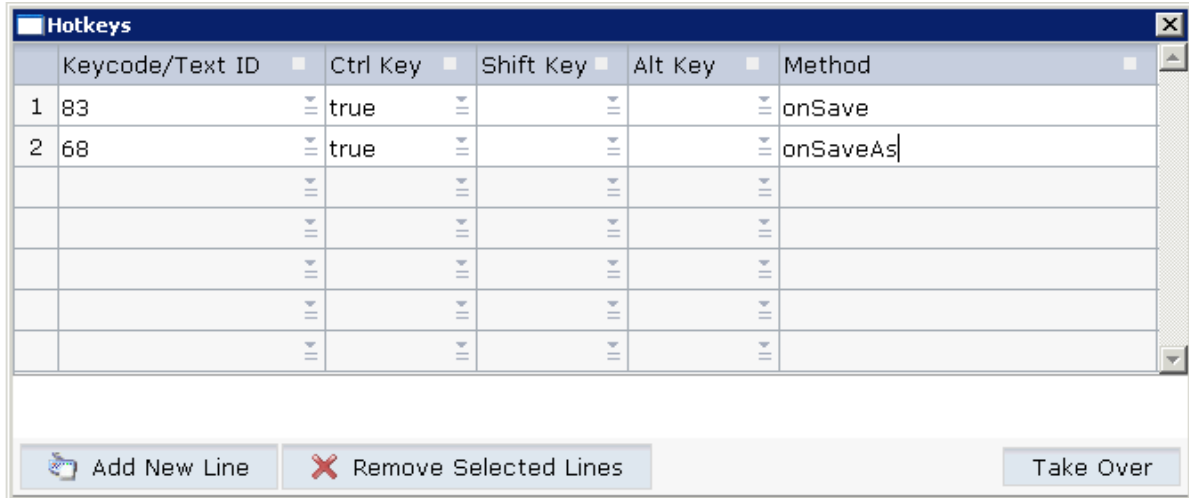 Hotkeys
Keycode/Text ID Ctrl Key Shift Key Alt Key Method
1 83 true onSave
2 68 true onSaveAs
Add New Line Remove Selected Lines Take Over